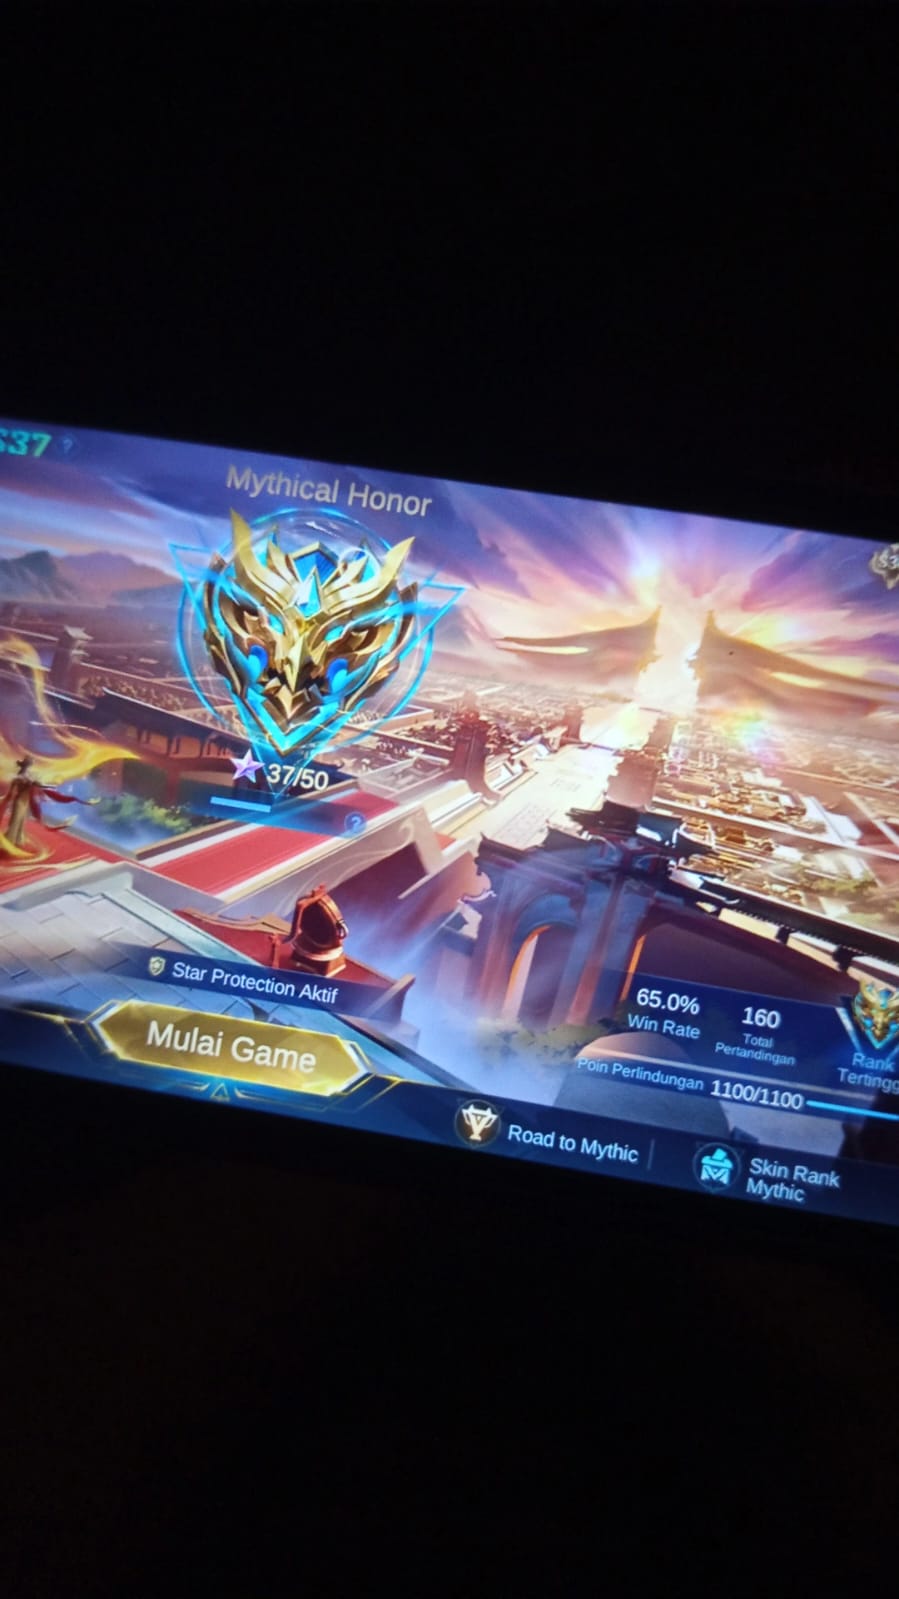 S37
Mythical Honor
37/50
Star Protection Aktif
Mulai Game
65.0%
Win Rate
160
Total
Pertandingan
Rank
Poin Perlindungan 1100/1100
Road to Mythic
Skin Rank
Mythic